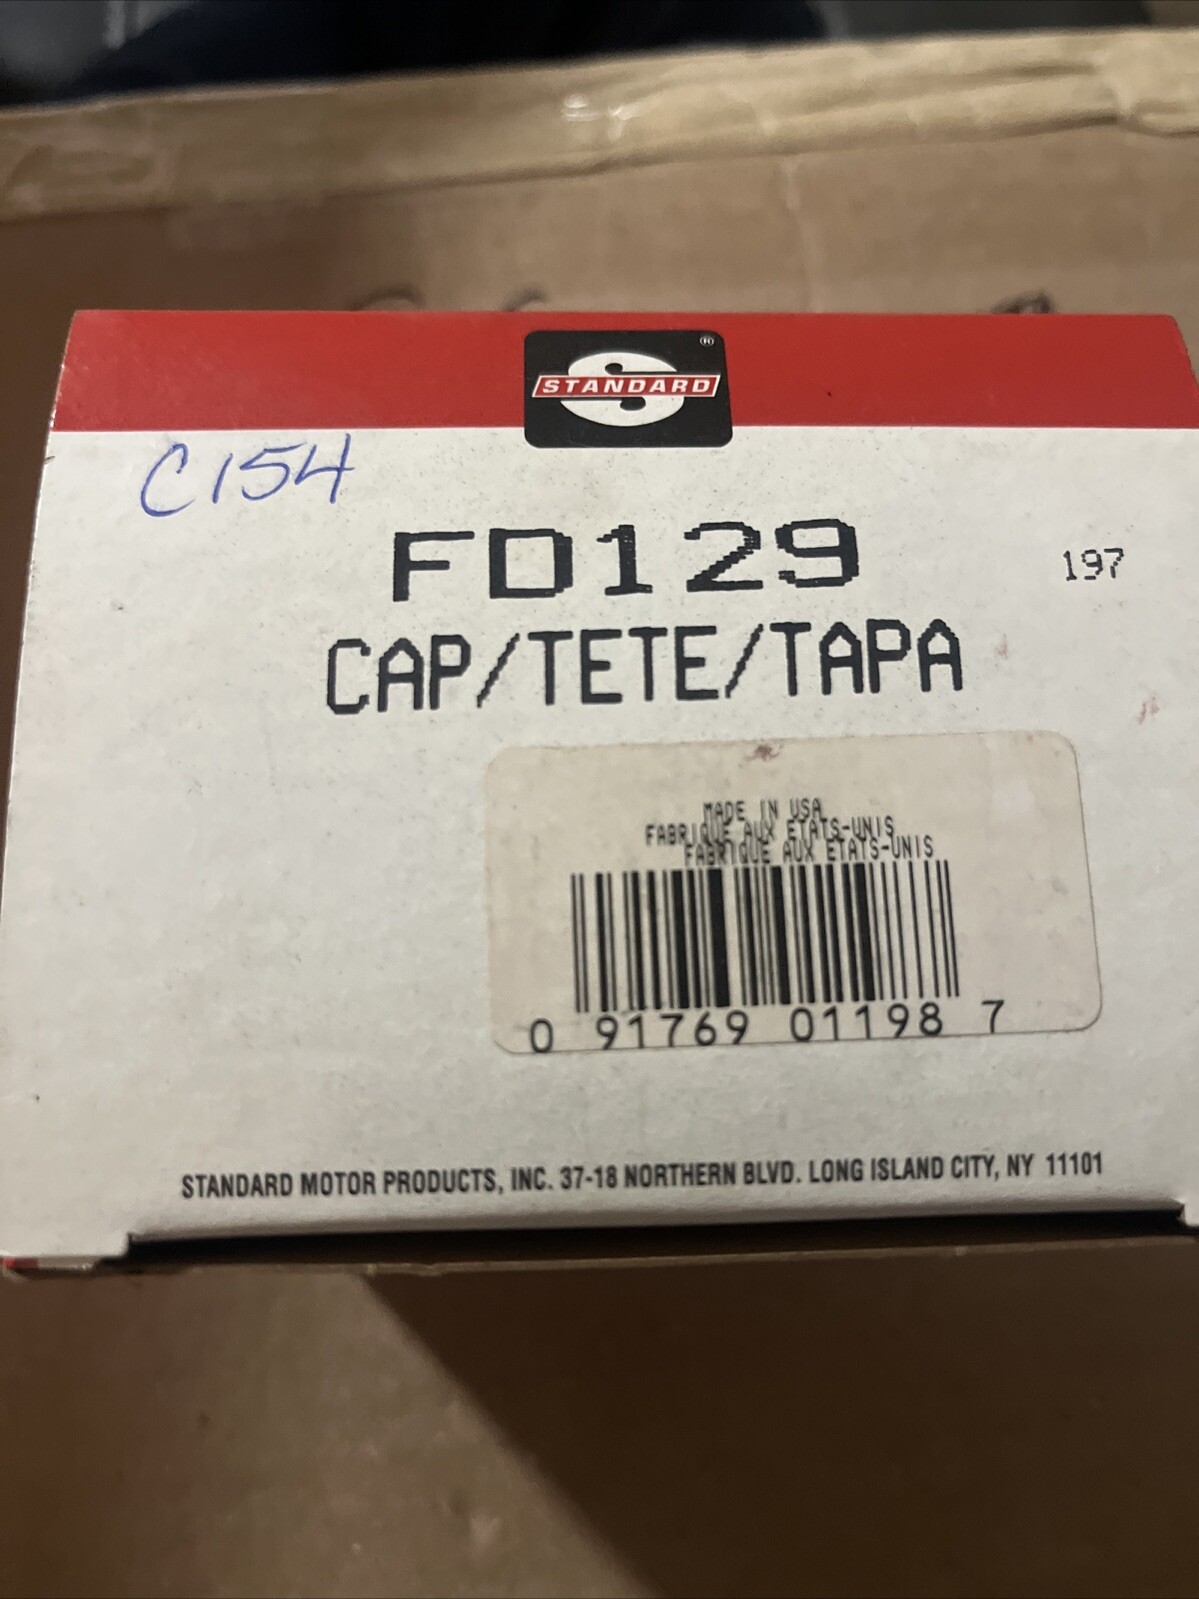 STANDARD
®
C154
FD129
197
CAP/TETE/TAPA
MADE IN USA
FABRIQUE AUX ETATS-UNIS
FABRIQUE AUX ETATS-UNIS
0 91769 01198 7
STANDARD MOTOR PRODUCTS, INC. 37-18 NORTHERN BLVD. LONG ISLAND CITY, NY 11101